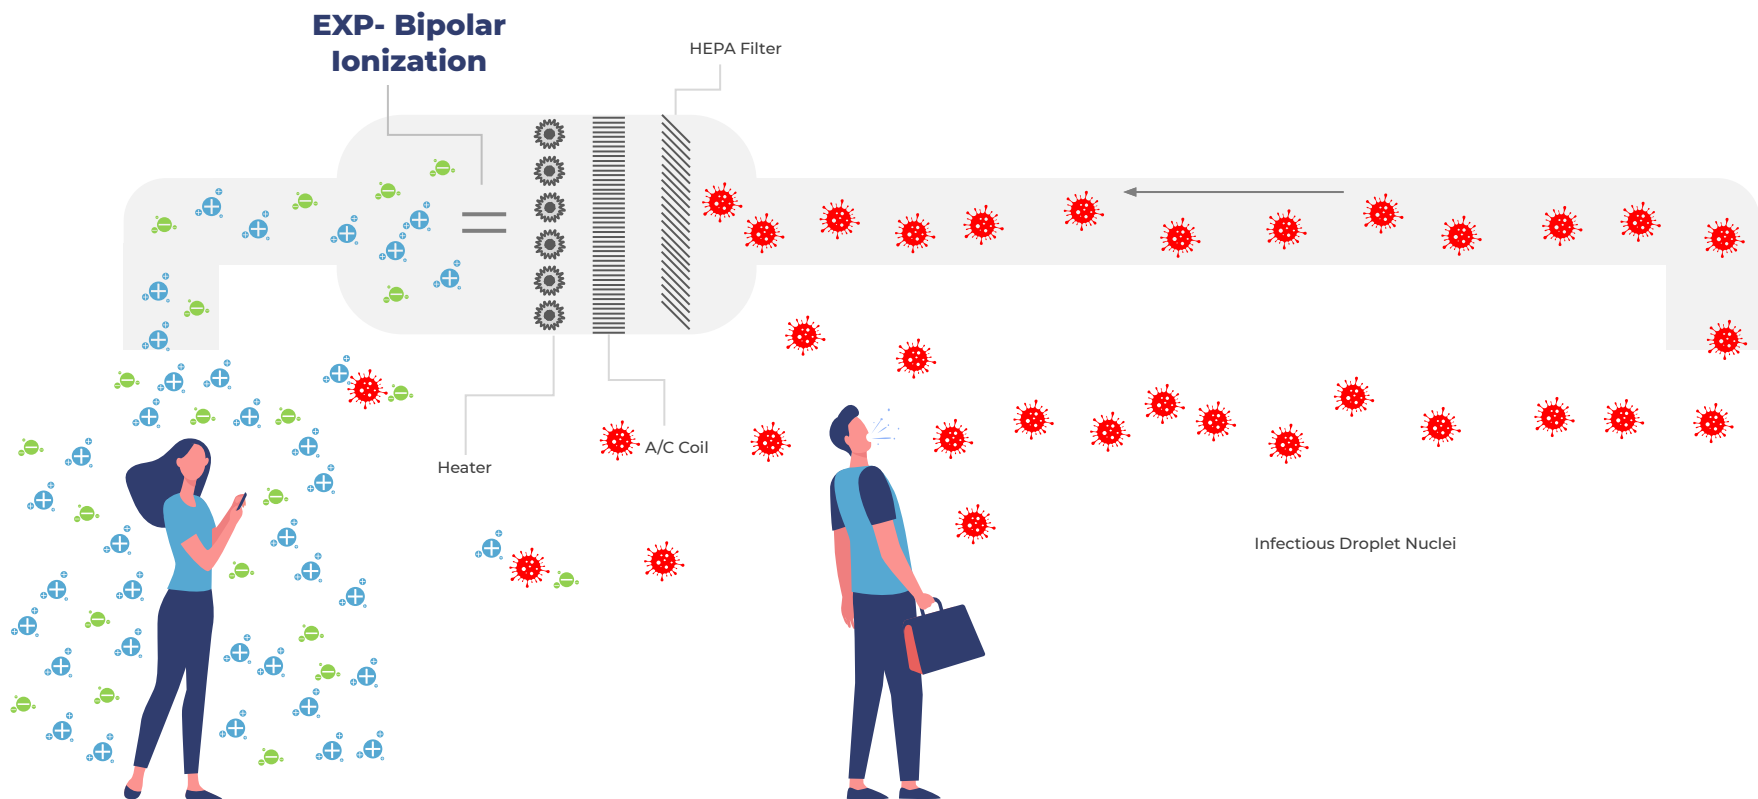 EXP- Bipolar
Ionization
HEPA Filter
A/C Coil
Heater
Infectious Droplet Nuclei